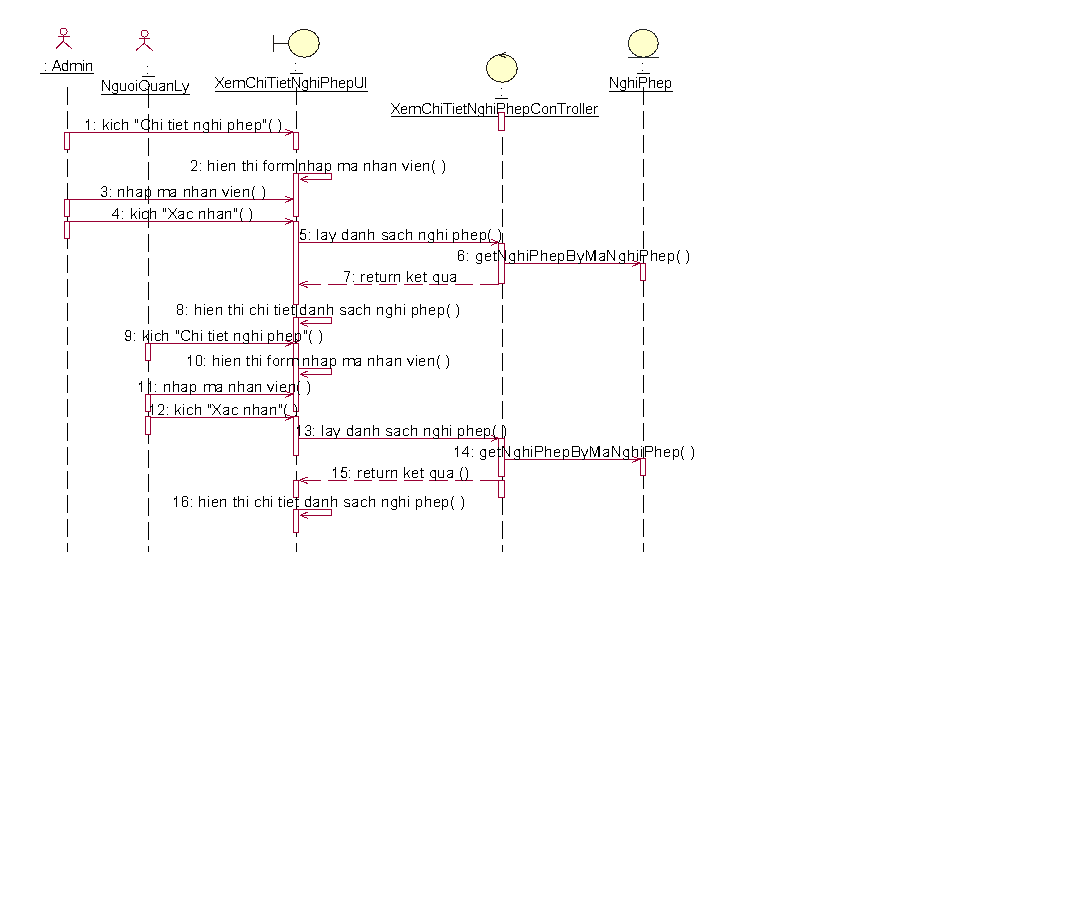 : Admin
:
NguoiQuanLy
:
XemChiTietNghiPhepUI
:
XemChiTietNghiPhepConTroller
:
NghiPhep
1: kich "Chi tiet nghi phep"( )
2: hien thi form nhap ma nhan vien( )
3: nhap ma nhan vien( )
4: kich "Xac nhan"( )
5: lay danh sach nghi phep( )
6: getNghiPhepByMaNghiPhep( )
7: return ket qua
8: hien thi chi tiet danh sach nghi phep( )
9: kich "Chi tiet nghi phep"( )
10: hien thi form nhap ma nhan vien( )
11: nhap ma nhan vien( )
12: kich "Xac nhan"( )
13: lay danh sach nghi phep( )
14: getNghiPhepByMaNghiPhep( )
15: return ket qua ()
16: hien thi chi tiet danh sach nghi phep( )